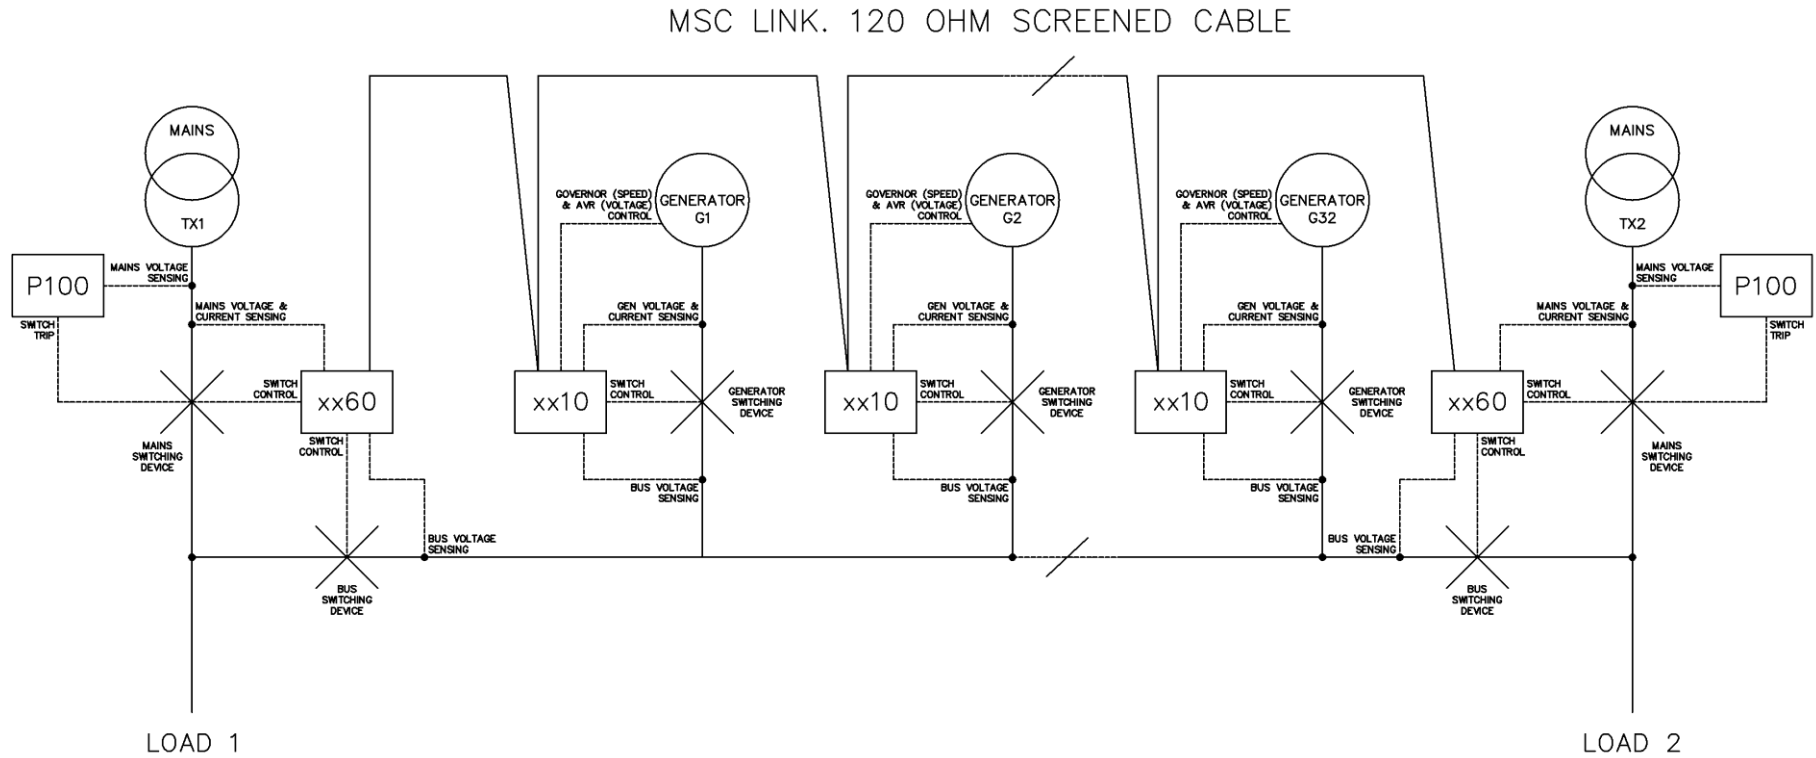 MSC LINK. 120 OHM SCREENED CABLE
MAINS
TX1
P100
MAINS VOLTAGE
SENSING
SWITCH
TRIP
MAINS VOLTAGE &
CURRENT SENSING
SWITCH
CONTROL
xx60
MAINS
SWITCHING
DEVICE
SWITCH
CONTROL
BUS VOLTAGE
SENSING
BUS
SWITCHING
DEVICE
LOAD 1
GOVERNOR (SPEED)
& AVR (VOLTAGE)
CONTROL
GENERATOR
G1
GEN VOLTAGE &
CURRENT SENSING
xx10
SWITCH
CONTROL
GENERATOR
SWITCHING
DEVICE
BUS VOLTAGE
SENSING
GOVERNOR (SPEED)
& AVR (VOLTAGE)
CONTROL
GENERATOR
G2
GEN VOLTAGE &
CURRENT SENSING
xx10
SWITCH
CONTROL
GENERATOR
SWITCHING
DEVICE
BUS VOLTAGE
SENSING
GOVERNOR (SPEED)
& AVR (VOLTAGE)
CONTROL
GENERATOR
G32
GEN VOLTAGE &
CURRENT SENSING
xx10
SWITCH
CONTROL
GENERATOR
SWITCHING
DEVICE
BUS VOLTAGE
SENSING
MAINS
TX2
MAINS VOLTAGE
SENSING
P100
SWITCH
TRIP
MAINS VOLTAGE &
CURRENT SENSING
xx60
SWITCH
CONTROL
MAINS
SWITCHING
DEVICE
SWITCH
CONTROL
BUS VOLTAGE
SENSING
BUS
SWITCHING
DEVICE
LOAD 2